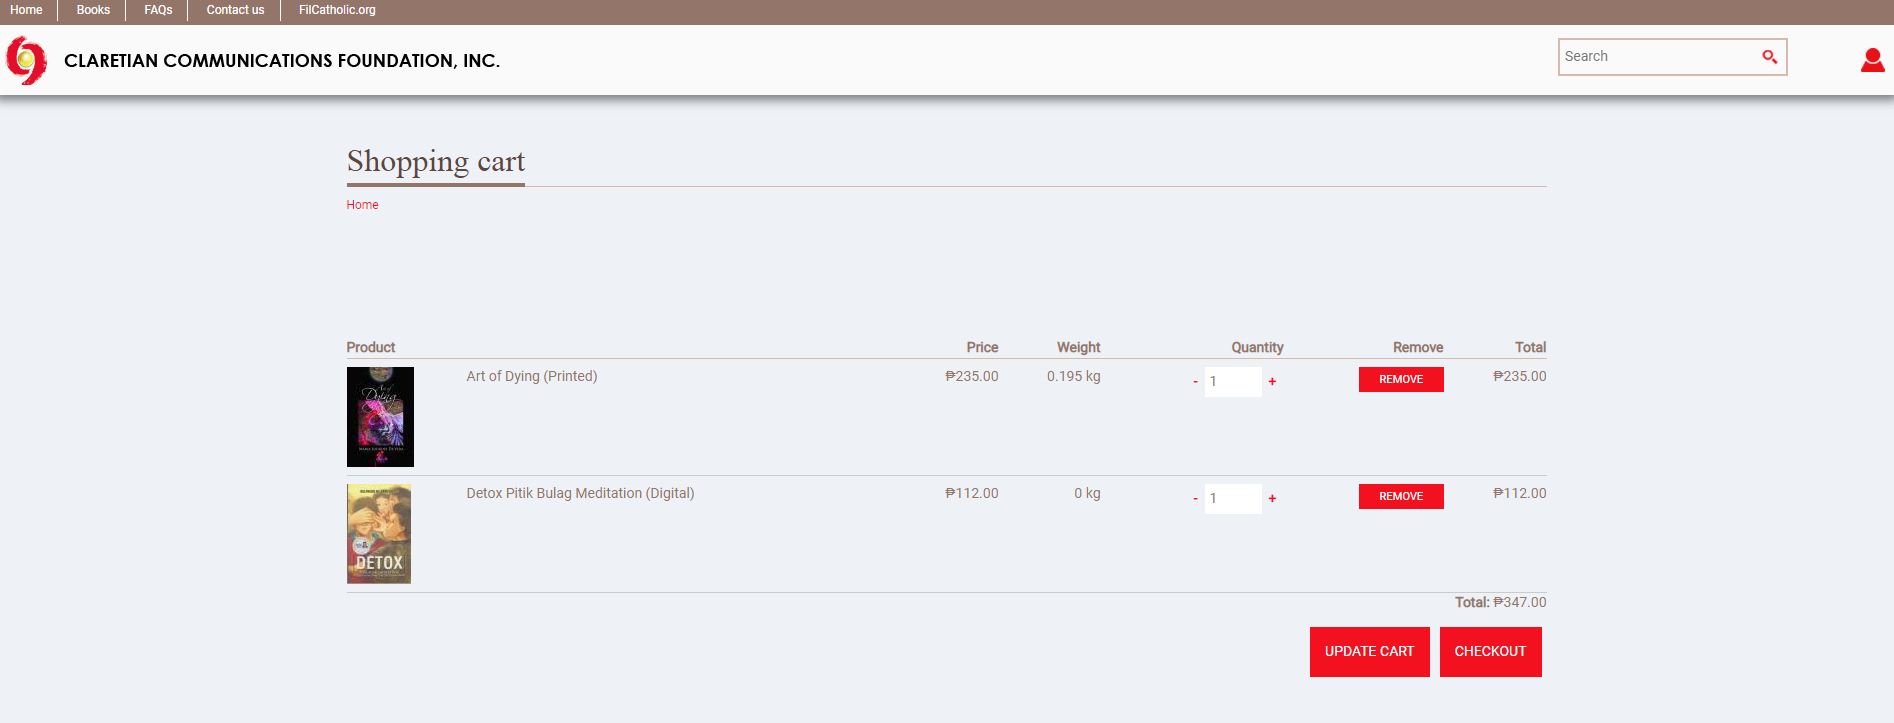 Home Books FAQs Contact us FilCatholic.org
CLARETIAN COMMUNICATIONS FOUNDATION, INC.
Search
Shopping cart
Home
Product Price Weight Quantity Remove Total
Art of Dying (Printed) ₱235.00 0.195 kg - 1 + REMOVE ₱235.00
Art of
Dying
Detox Pitik Bulag Meditation (Digital) ₱112.00 0 kg - 1 + REMOVE ₱112.00
DETOX
Total: ₱347.00
UPDATE CART CHECKOUT